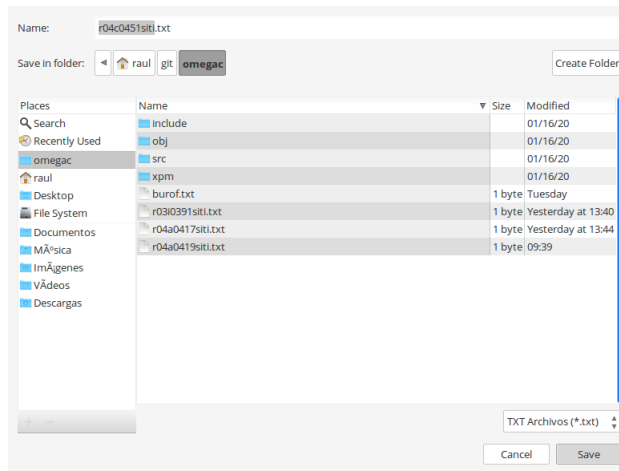 Name: r04c0451siti.txt
Save in folder: raul git omegac Create Folder
Places Name Size Modified
Search include 01/16/20
Recently Used obj 01/16/20
omegac src 01/16/20
raul xpm 01/16/20
Desktop burof.txt 1 byte Tuesday
File System r03i0391siti.txt 1 byte Yesterday at 13:40
Documentos r04a0417siti.txt 1 byte Yesterday at 13:44
MÃºsica r04a0419siti.txt 1 byte 09:39
ImÃ¡genes
VÃ­deos
Descargas
TXT Archivos (*.txt)
Cancel Save